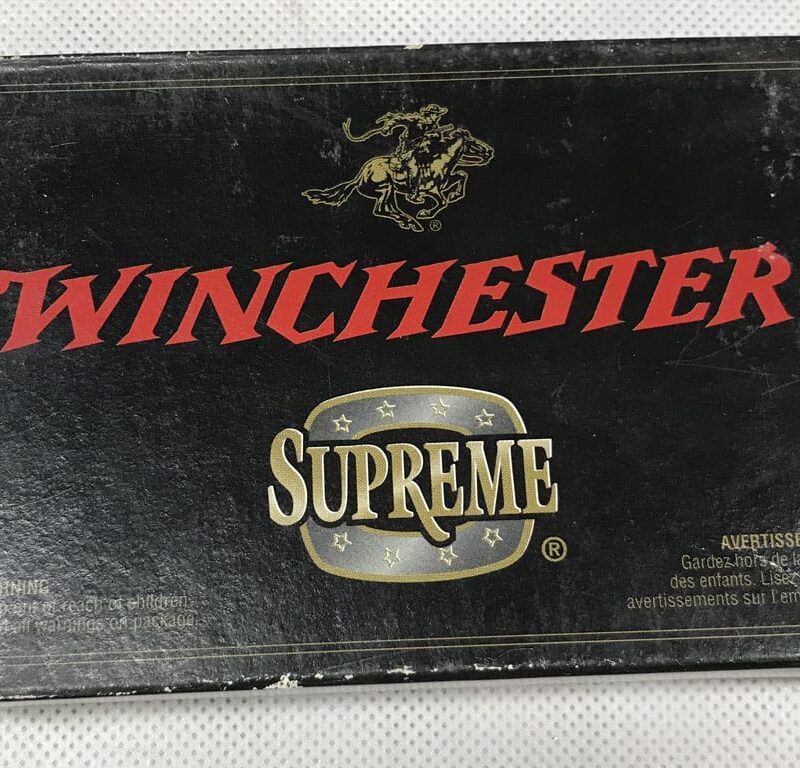 ®
WINCHESTER
SUPREME
®
RNING
out of reach of children
all warnings on package
AVERTISSE
Gardez hors de la
des enfants. Lisez
avertissements sur l'em